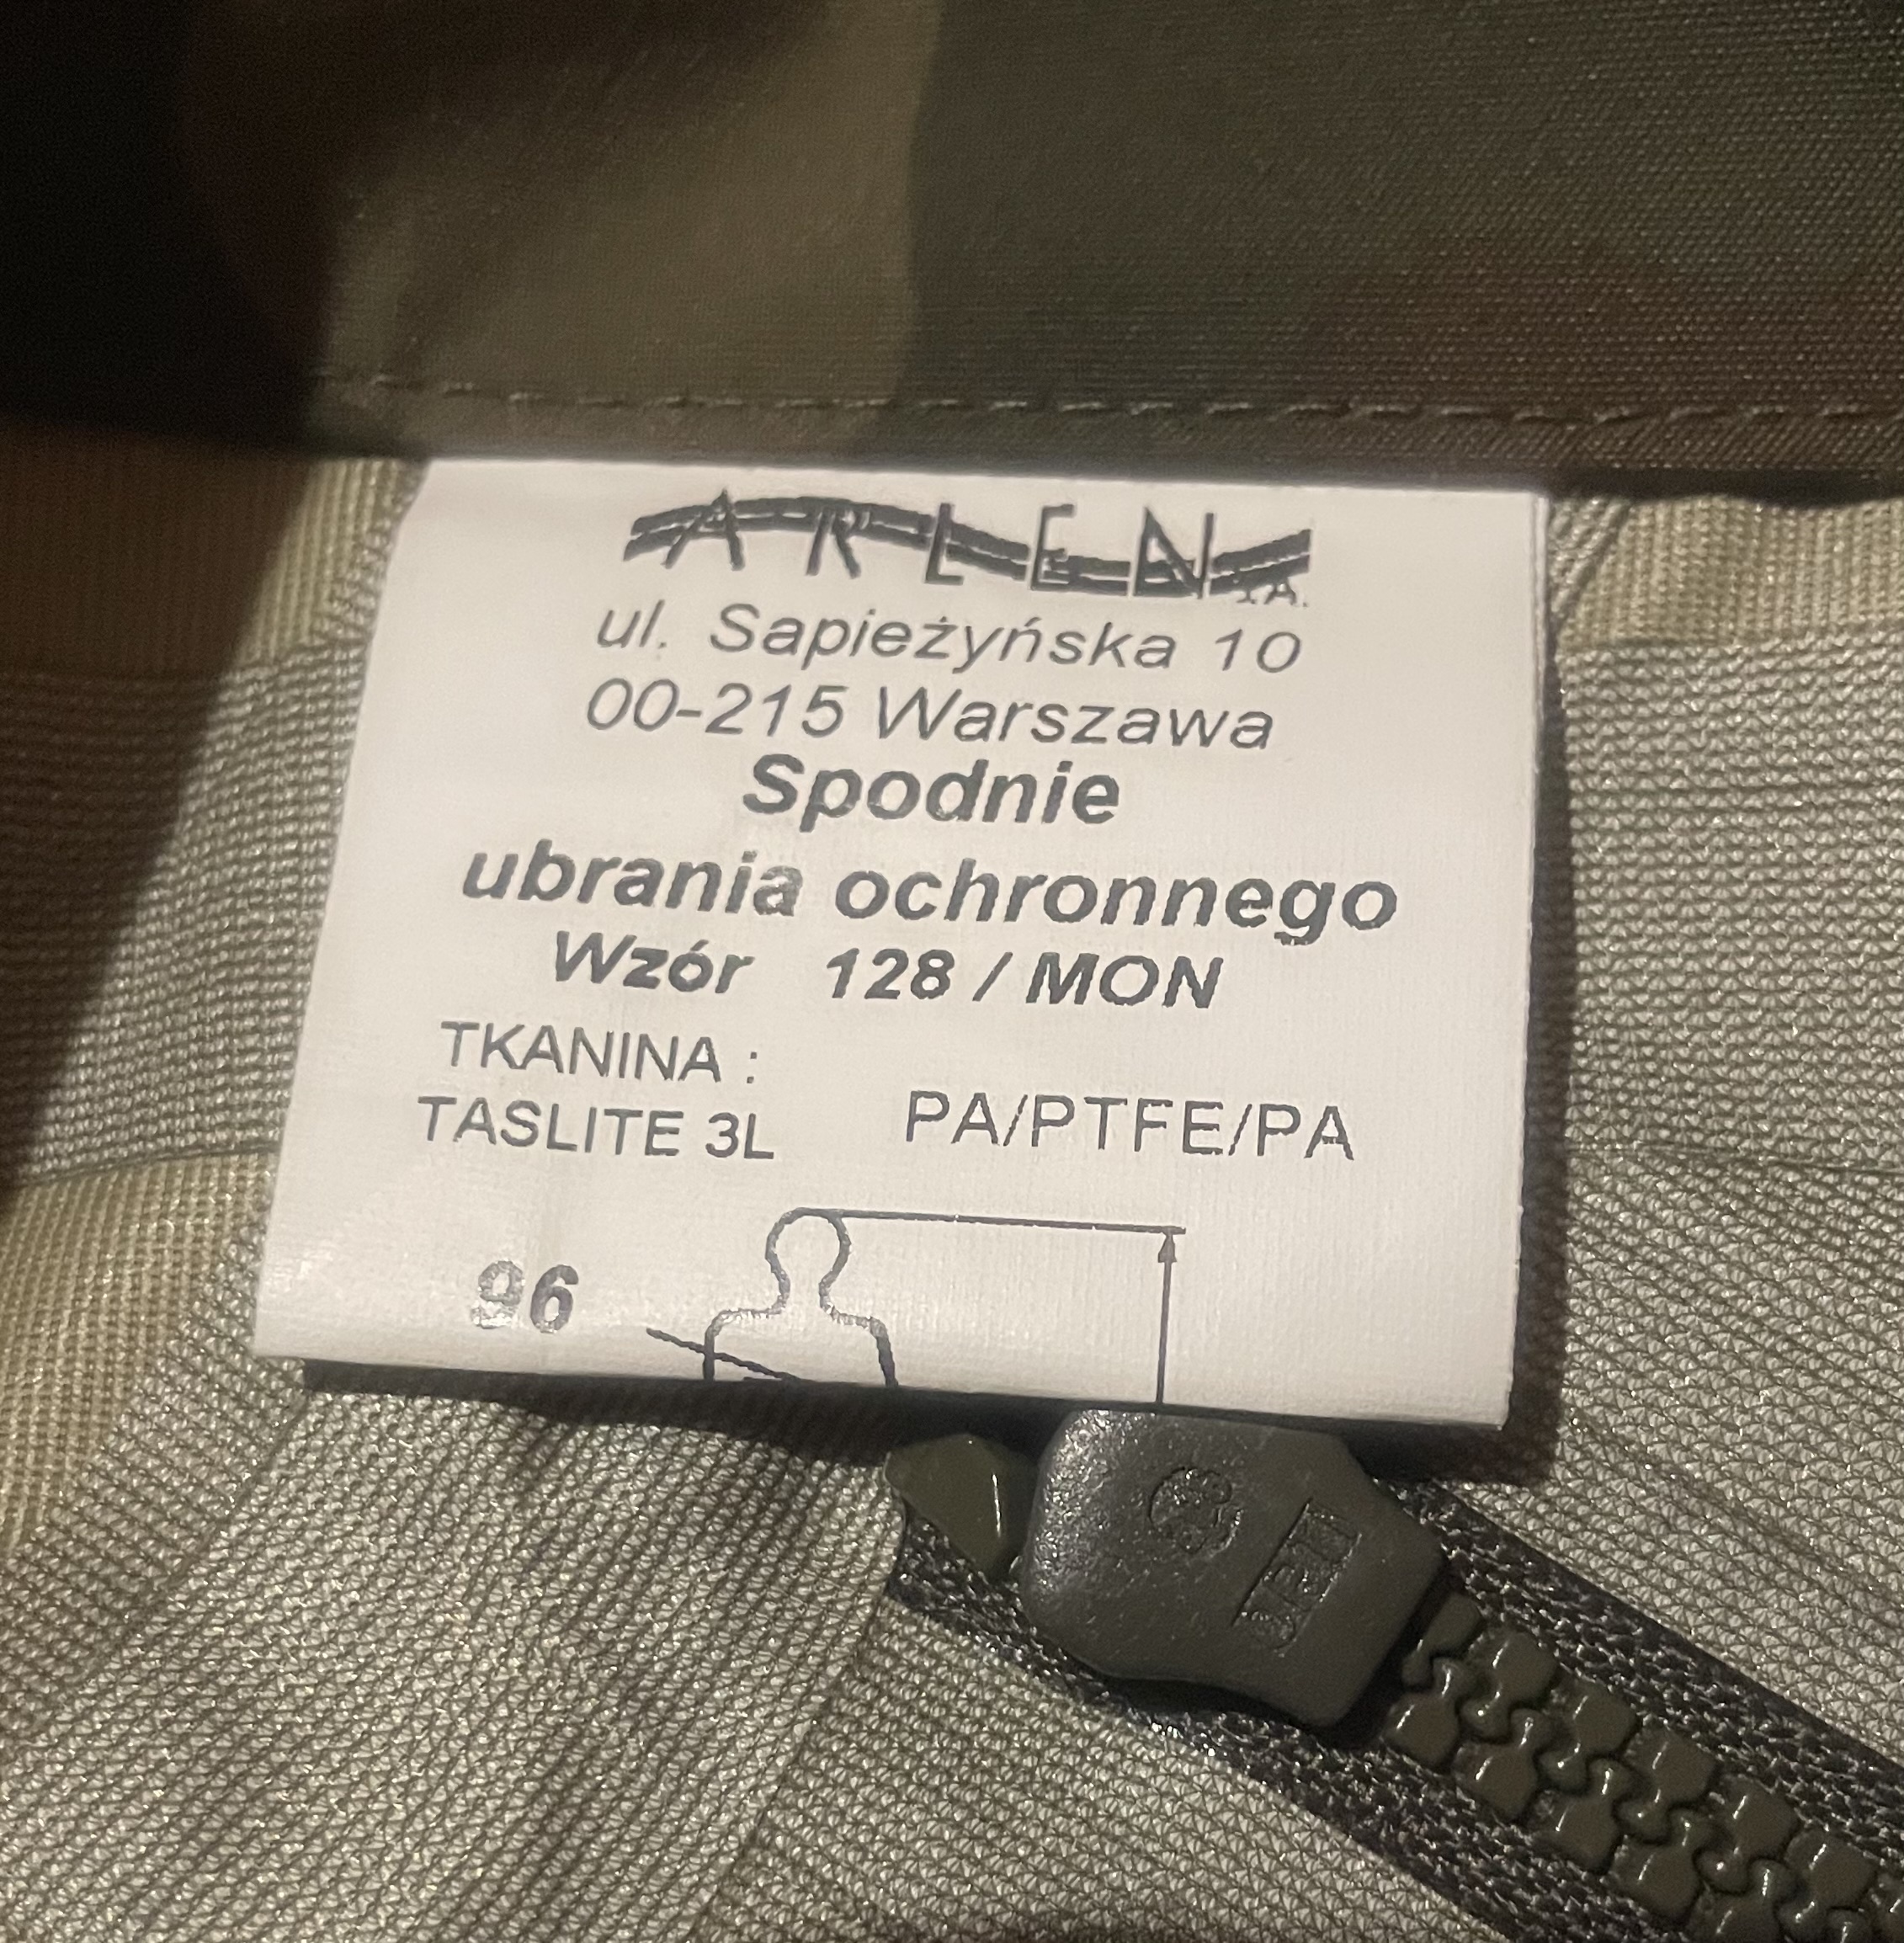 ARLEN S.A.
ul. Sapieżyńska 10
00-215 Warszawa
Spodnie
ubrania ochronnego
Wzór 128 / MON
TKANINA :
TASLITE 3L PA/PTFE/PA
96